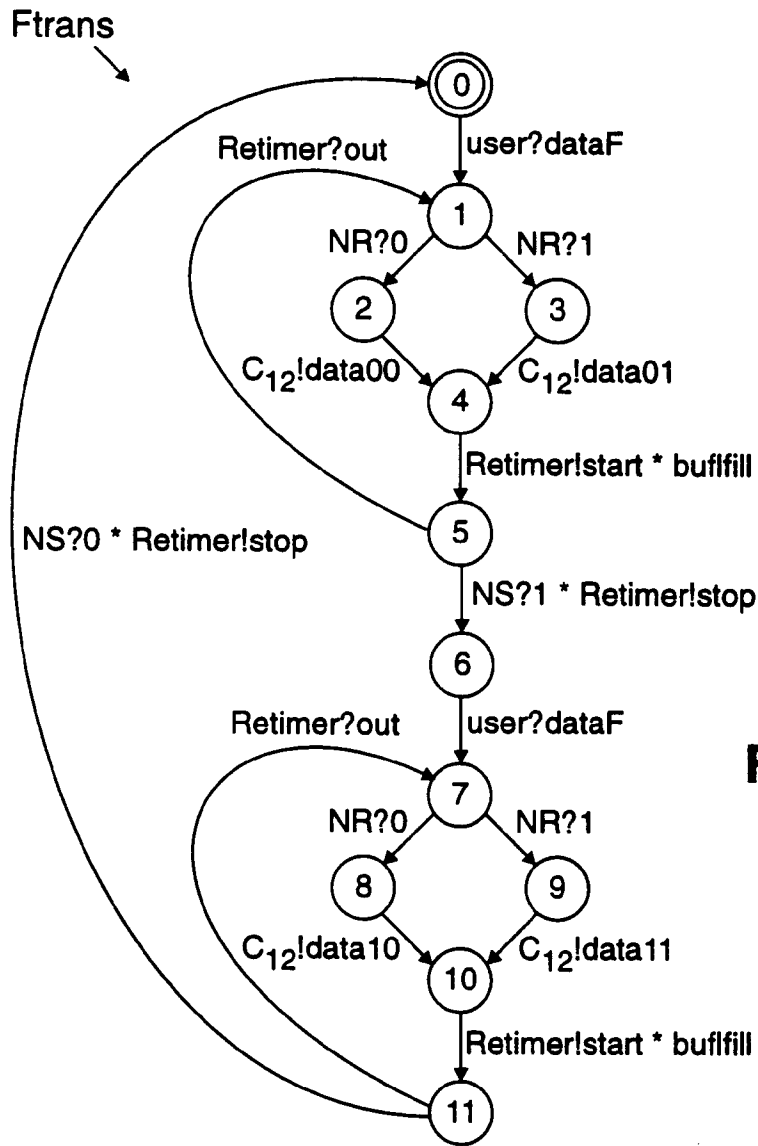 Ftrans
0
Retimer?out
user?dataF
1
NR?0
NR?1
2
3
C12!data00
C12!data01
4
Retimer!start * buflfill
5
NS?0 * Retimer!stop
NS?1 * Retimer!stop
6
Retimer?out
user?dataF
7
NR?0
NR?1
8
9
C12!data10
C12!data11
10
Retimer!start * buflfill
11